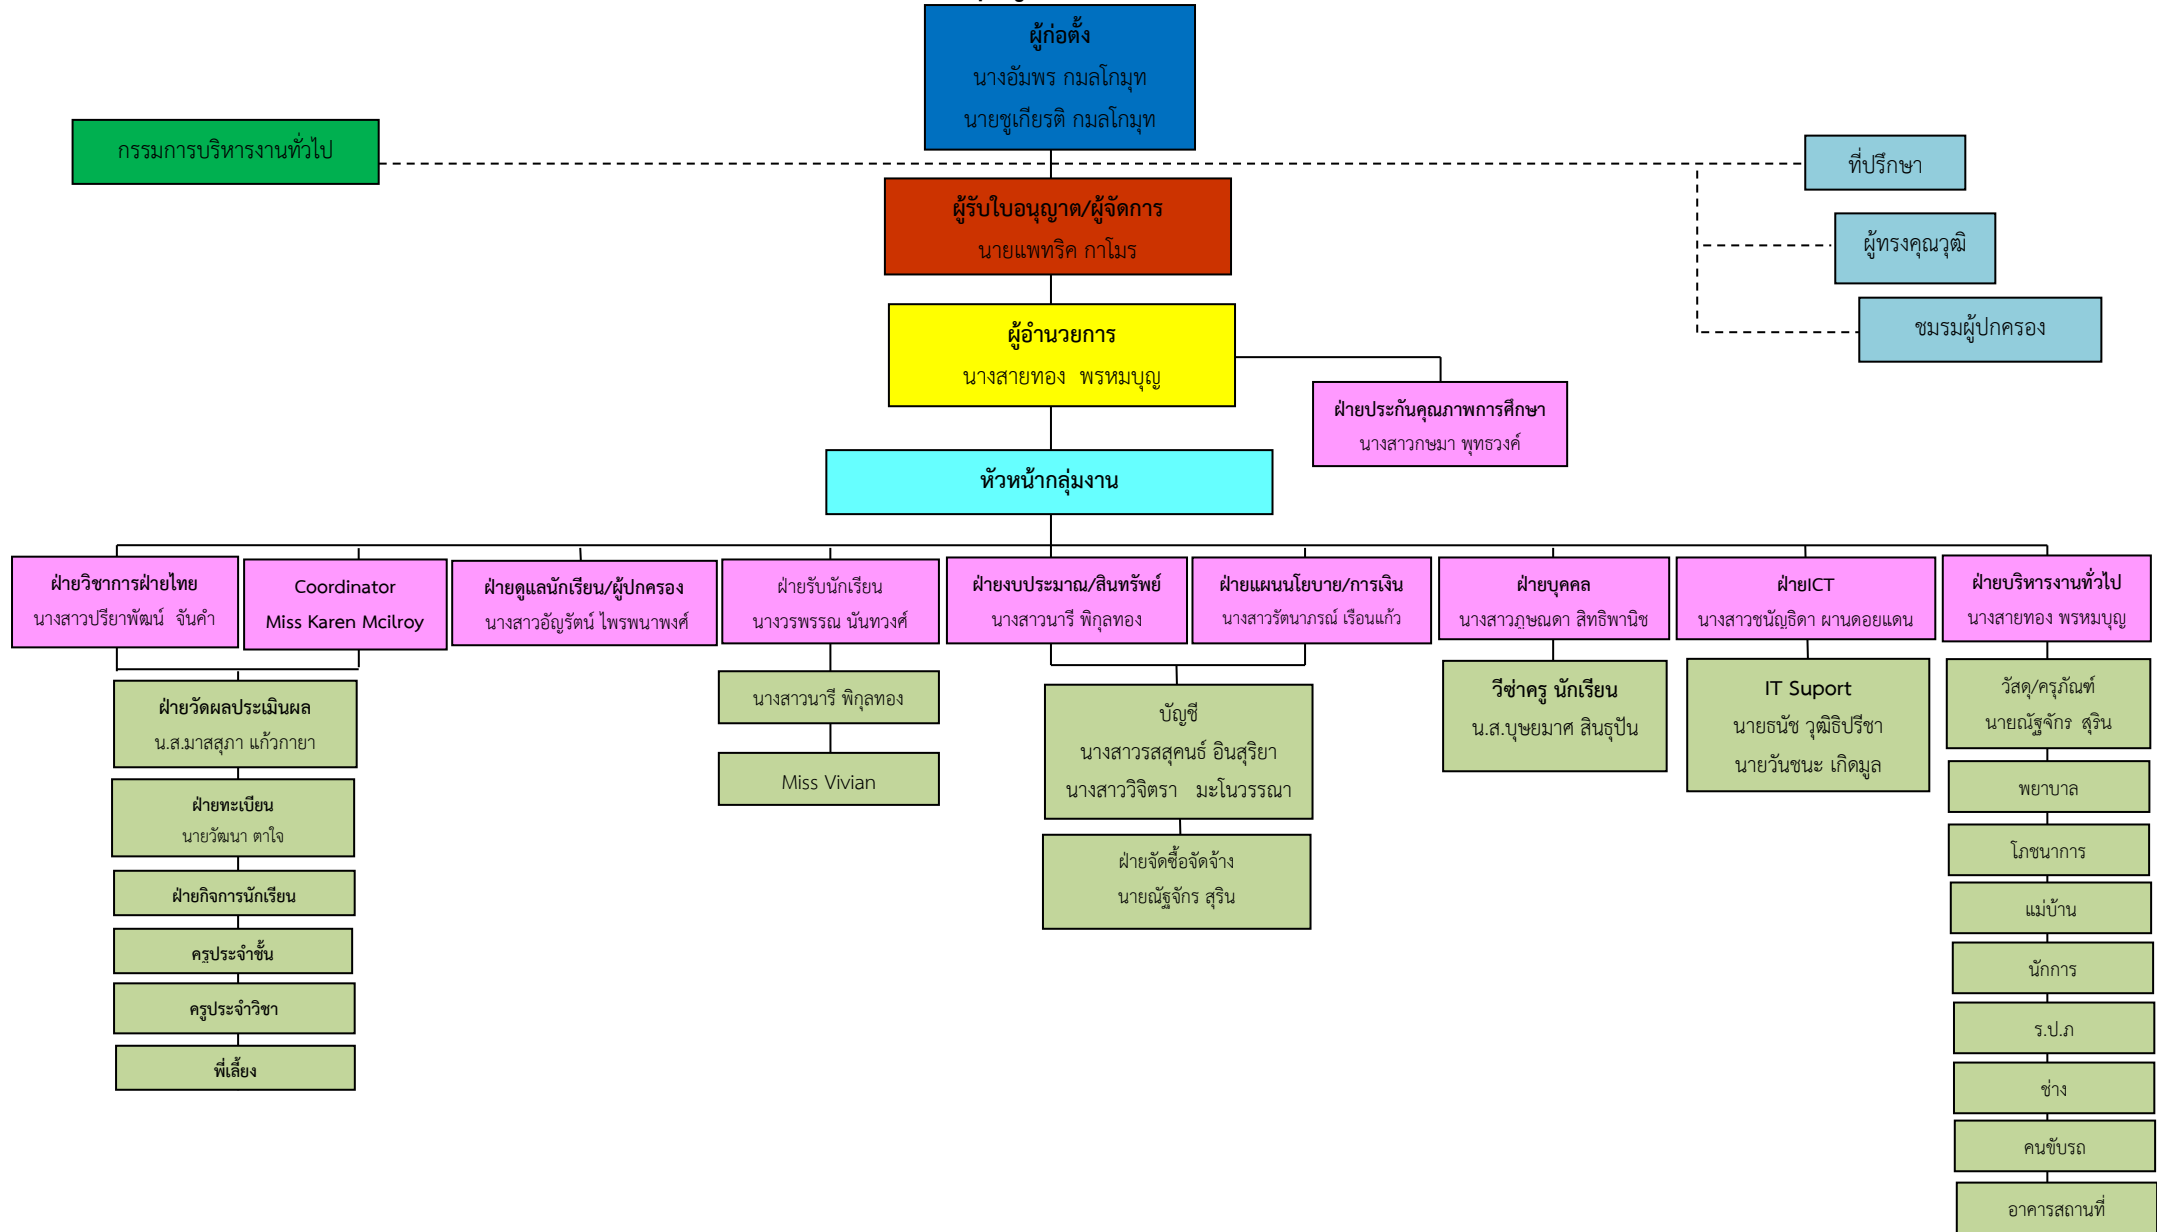 ผู้ก่อตั้ง
นางอัมพร กมลโกมุท
นายชูเกียรติ กมลโกมุท
กรรมการบริหารงานทั่วไป
ที่ปรึกษา
ผู้รับใบอนุญาต/ผู้จัดการ
นายแพทริค กาโมร
ผู้ทรงคุณวุฒิ
ชมรมผู้ปกครอง
ผู้อำนวยการ
นางสายทอง พรหมบุญ
ฝ่ายประกันคุณภาพการศึกษา
นางสาวกษมา พุทธวงค์
หัวหน้ากลุ่มงาน
ฝ่ายวิชาการฝ่ายไทย
นางสาวปรียาพัฒน์ จันคำ
Coordinator
Miss Karen Mcilroy
ฝ่ายดูแลนักเรียน/ผู้ปกครอง
นางสาวอัญรัตน์ ไพรพนาพงศ์
ฝ่ายรับนักเรียน
นางวรพรรณ นันทวงศ์
ฝ่ายงบประมาณ/สินทรัพย์
นางสาวนารี พิกุลทอง
ฝ่ายแผนนโยบาย/การเงิน
นางสาวรัตนาภรณ์ เรือนแก้ว
ฝ่ายบุคคล
นางสาวภูษณดา สิทธิพานิช
ฝ่ายICT
นางสาวชนัญธิดา ผานดอยแดน
ฝ่ายบริหารงานทั่วไป
นางสายทอง พรหมบุญ
ฝ่ายวัดผลประเมินผล
น.ส.มาสสุภา แก้วกายา
ฝ่ายทะเบียน
นายวัฒนา ตาใจ
ฝ่ายกิจการนักเรียน
ครูประจำชั้น
ครูประจำวิชา
พี่เลี้ยง
นางสาวนารี พิกุลทอง
Miss Vivian
บัญชี
นางสาวรสสุคนธ์ อินสุริยา
นางสาววิจิตรา มะโนวรรณา
ฝ่ายจัดซื้อจัดจ้าง
นายณัฐจักร สุริน
วีซ่าครู นักเรียน
น.ส.บุษยมาศ สินธุปัน
IT Suport
นายธนัช วุฒิธิปรีชา
นายวันชนะ เกิดมูล
วัสดุ/ครุภัณฑ์
นายณัฐจักร สุริน
พยาบาล
โภชนาการ
แม่บ้าน
นักการ
ร.ป.ภ
ช่าง
คนขับรถ
อาคารสถานที่